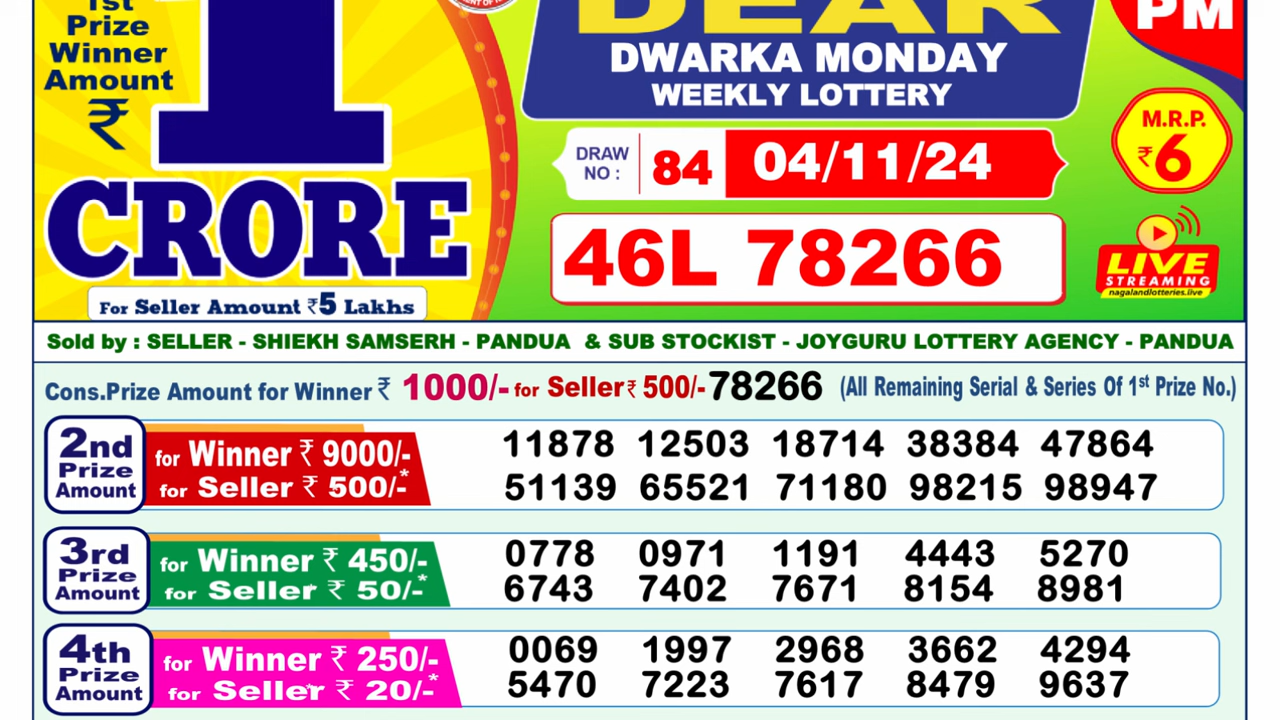 1st
Prize
Winner
Amount
₹
1
CRORE
For Seller Amount ₹5 Lakhs
DEAR
DWARKA MONDAY
WEEKLY LOTTERY
PM
DRAW NO : 84 04/11/24
M.R.P.
₹6
46L 78266
LIVE
STREAMING
nagalandlotteries.live
Sold by : SELLER - SHIEKH SAMSERH - PANDUA & SUB STOCKIST - JOYGURU LOTTERY AGENCY - PANDUA
Cons.Prize Amount for Winner ₹ 1000/- for Seller ₹ 500/- 78266 (All Remaining Serial & Series Of 1st Prize No.)
2nd
Prize
Amount
for Winner ₹ 9000/-
for Seller ₹ 500/-*
11878 12503 18714 38384 47864
51139 65521 71180 98215 98947
3rd
Prize
Amount
for Winner ₹ 450/-
for Seller ₹ 50/-*
0778 0971 1191 4443 5270
6743 7402 7671 8154 8981
4th
Prize
Amount
for Winner ₹ 250/-
for Seller ₹ 20/-*
0069 1997 2968 3662 4294
5470 7223 7617 8479 9637